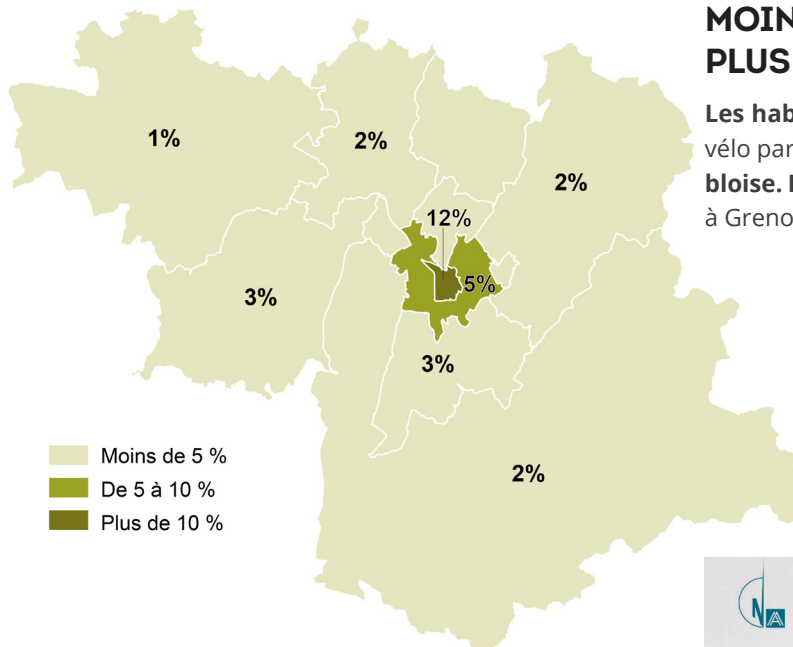 MOIN
PLUS
Les hab
vélo par
bloise.
à Greno
1%
2%
2%
12%
5%
3%
3%
2%
Moins de 5 %
De 5 à 10 %
Plus de 10 %
N